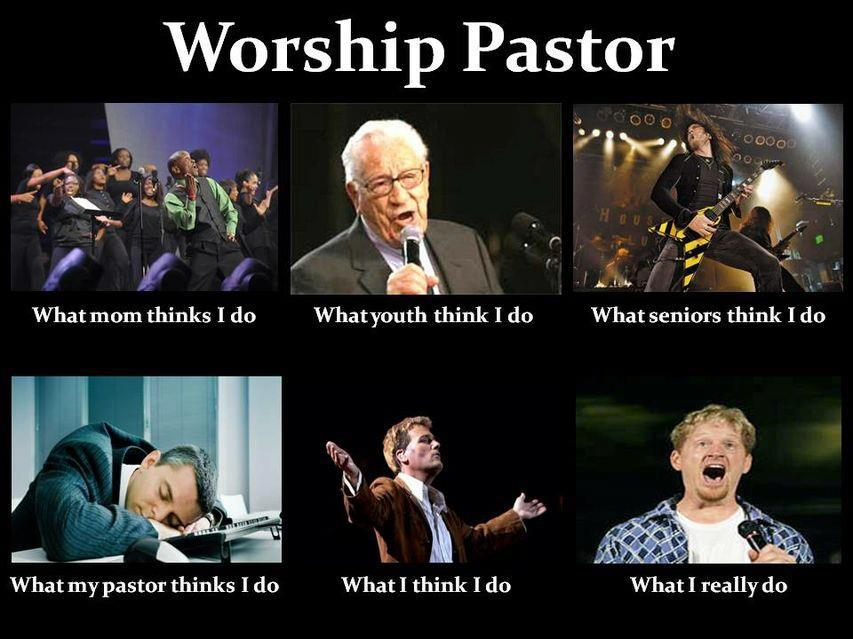 Worship Pastor
What mom thinks I do
What youth think I do
What seniors think I do
What my pastor thinks I do
What I think I do
What I really do